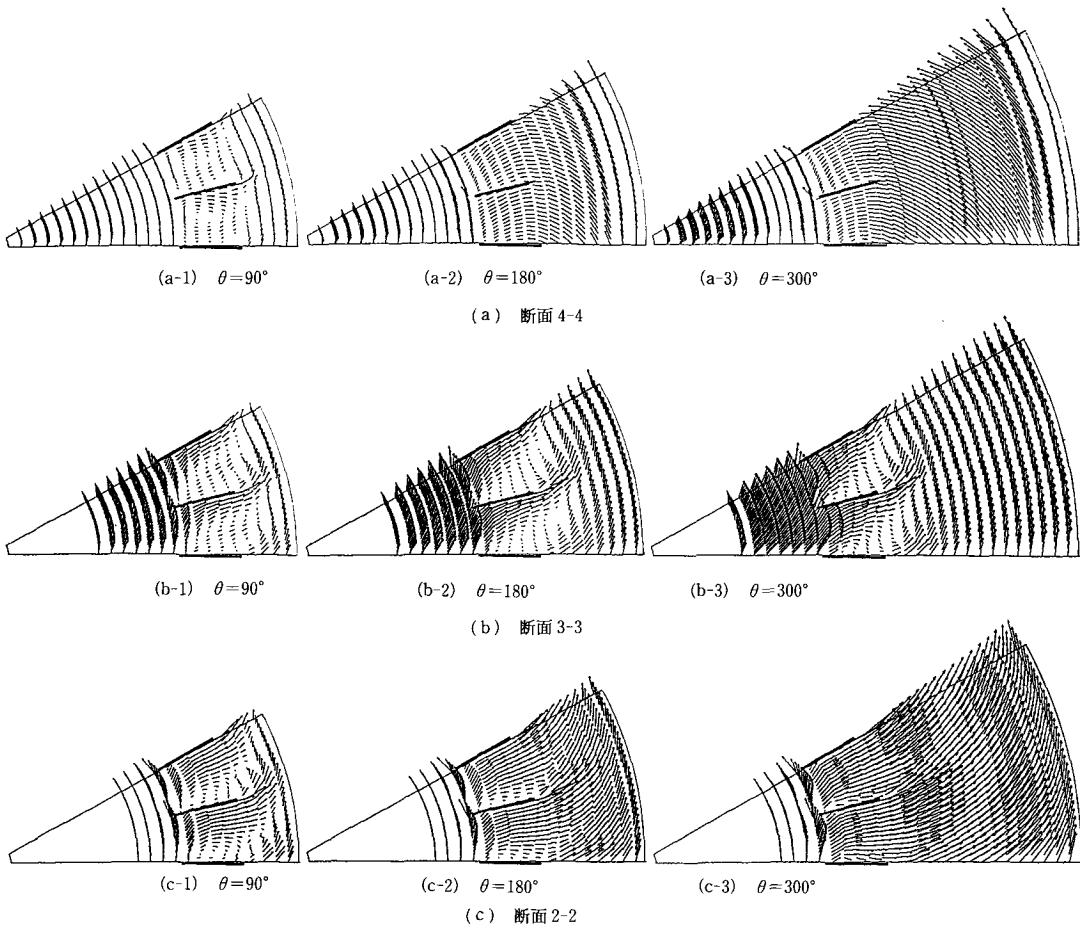 (a-1) θ=90°
(a-2) θ=180°
(a-3) θ=300°
(a) 断面 4-4
(b-1) θ=90°
(b-2) θ=180°
(b-3) θ=300°
(b) 断面 3-3
(c-1) θ=90°
(c-2) θ=180°
(c-3) θ=300°
(c) 断面 2-2